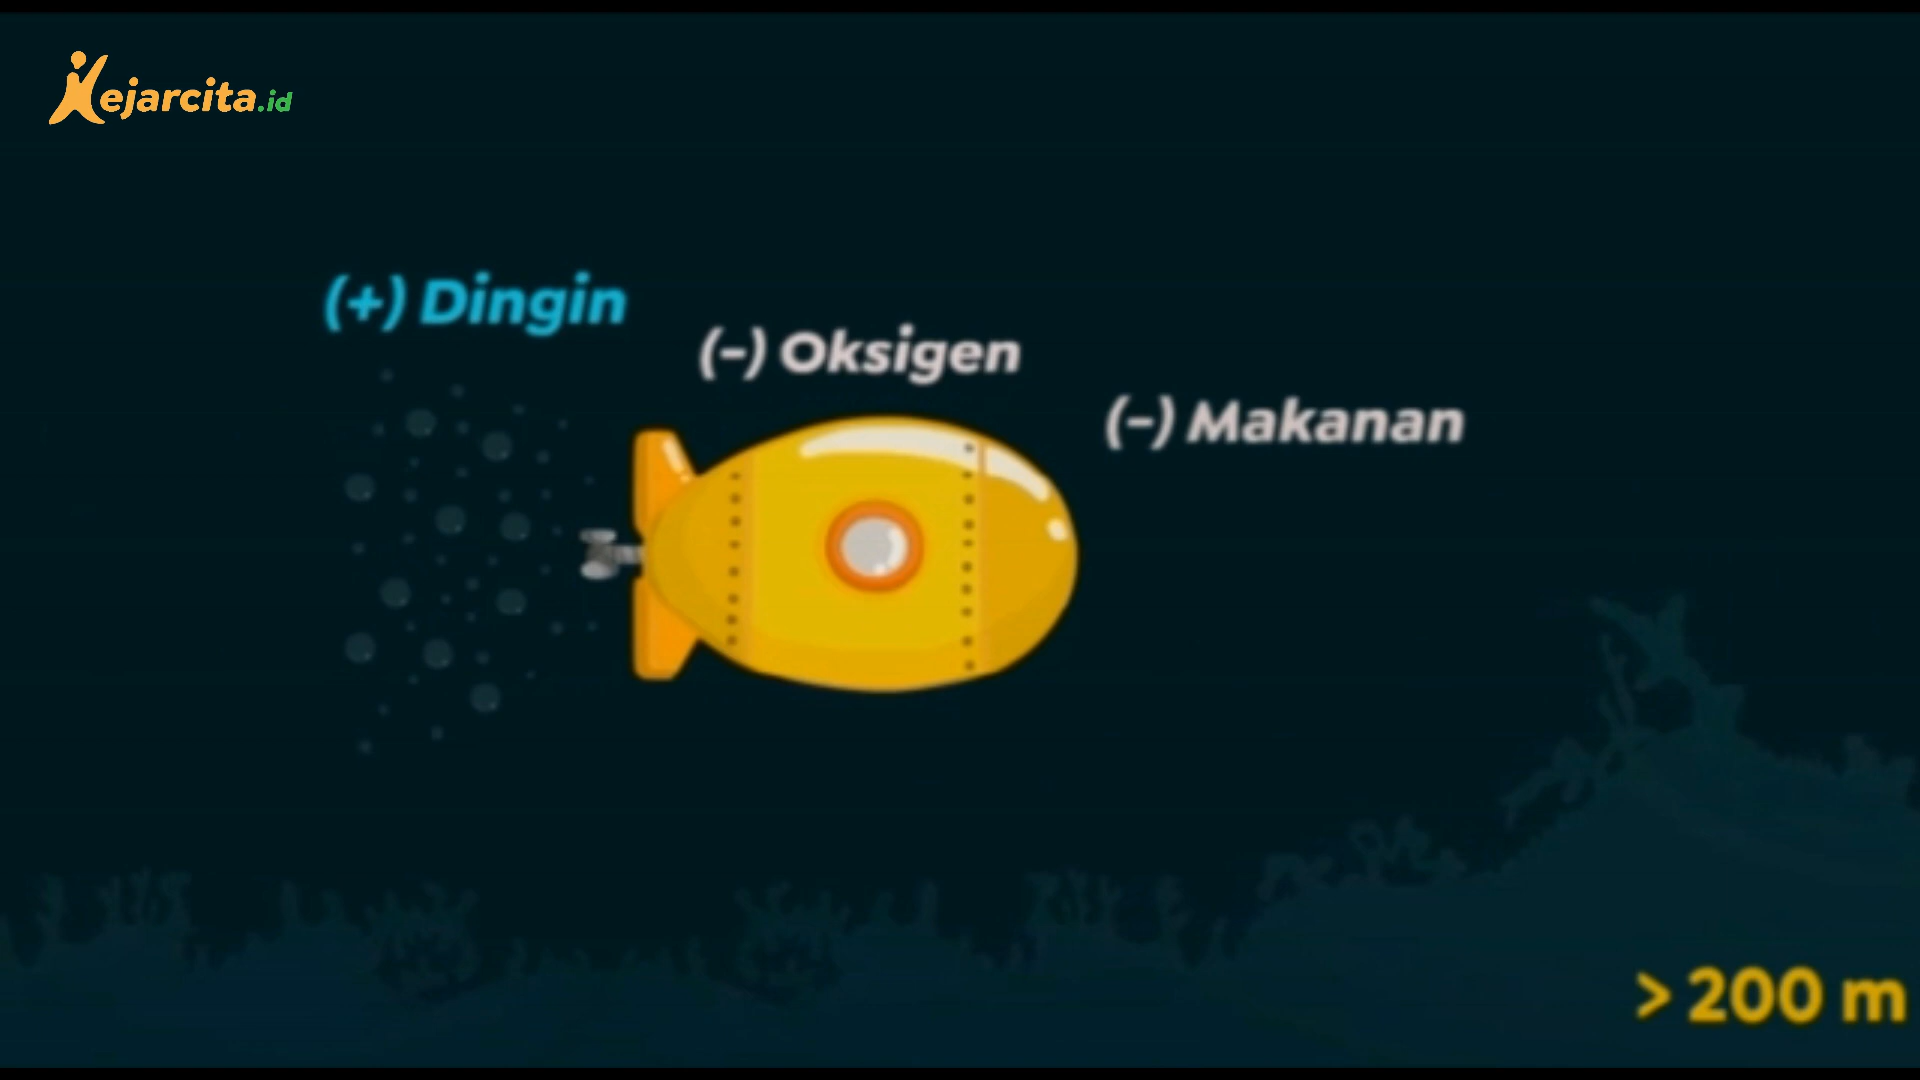 Kejarcita.id
(+) Dingin
(-) Oksigen
(-) Makanan
> 200 m